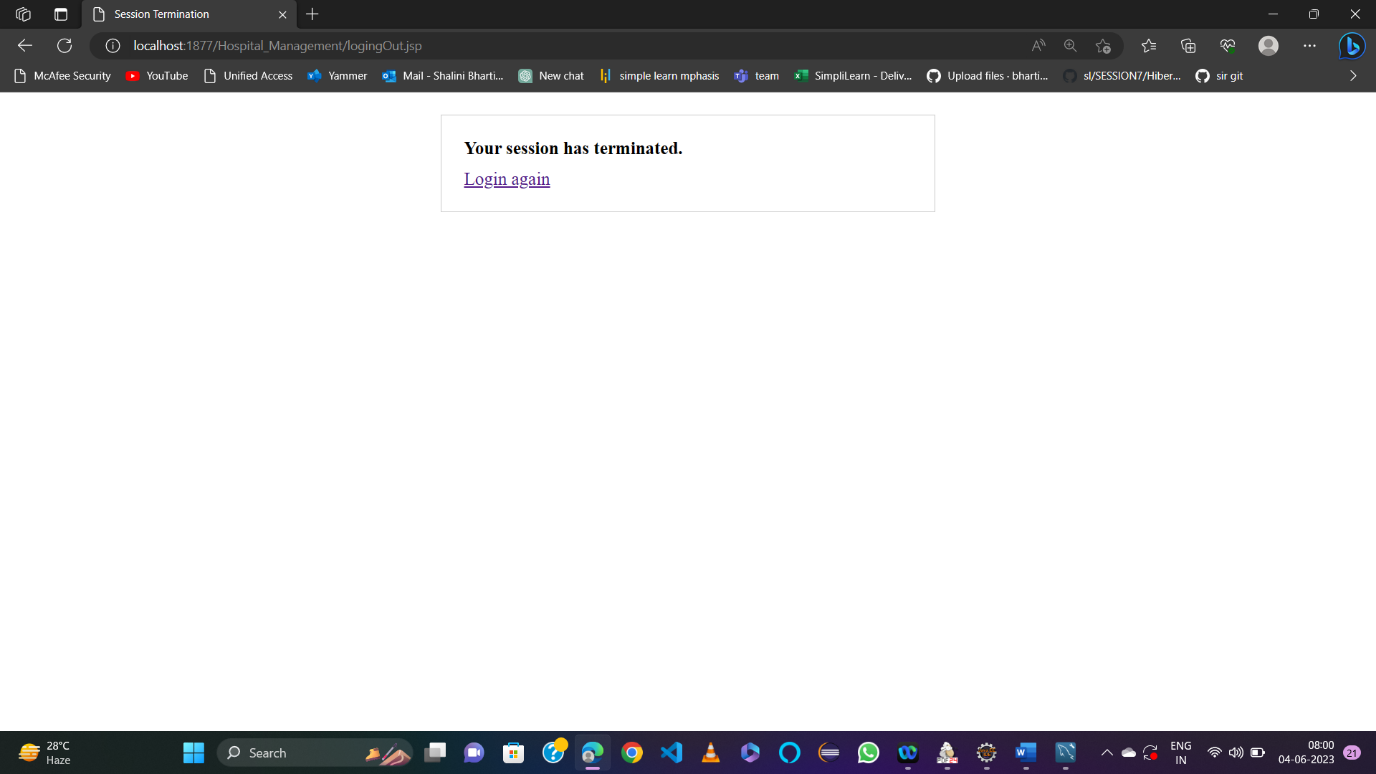 Session Termination
localhost:1877/Hospital_Management/logingOut.jsp
McAfee Security YouTube Unified Access Yammer Mail - Shalini Bharti... New chat simple learn mphasis team SimpliLearn - Deliv... Upload files · bharti... sl/SESSION7/Hiber... sir git
Your session has terminated.
Login again
28°C
Haze
Search
ENG
IN
08:00
04-06-2023
21